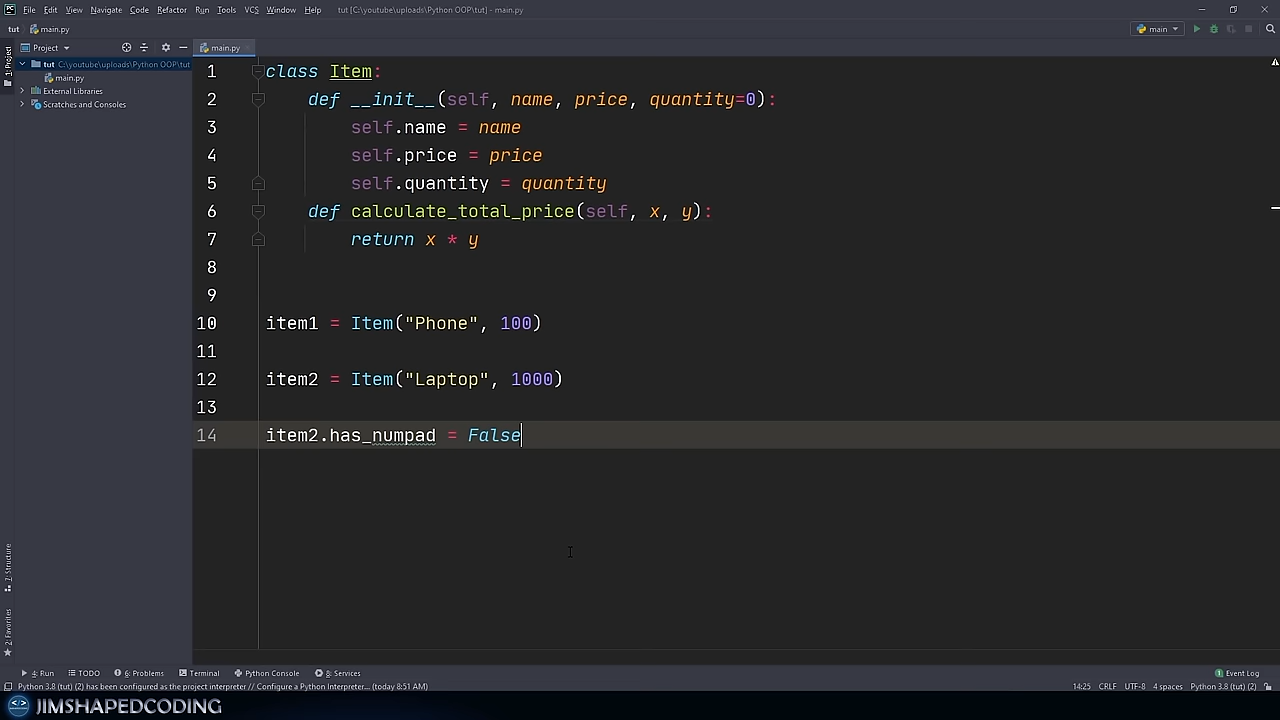 File Edit View Navigate Code Refactor Run Tools VCS Window Help tut [C:\youtube\uploads\Python OOP\tut] - main.py
tut main.py main
Project main.py
1: Project
tut C:\youtube\uploads\Python OOP\tut
main.py
External Libraries
Scratches and Consoles
1 class Item:
2 def __init__(self, name, price, quantity=0):
3 self.name = name
4 self.price = price
5 self.quantity = quantity
6 def calculate_total_price(self, x, y):
7 return x * y
8
9
10 item1 = Item("Phone", 100)
11
12 item2 = Item("Laptop", 1000)
13
14 item2.has_numpad = False
7: Structure
2: Favorites
4: Run TODO 6: Problems Terminal Python Console 8: Services Event Log
Python 3.8 (tut) (2) has been configured as the project interpreter // Configure a Python Interpreter... (today 8:51 AM) 14:25 CRLF UTF-8 4 spaces Python 3.8 (tut) (2)
JIMSHAPEDCODING